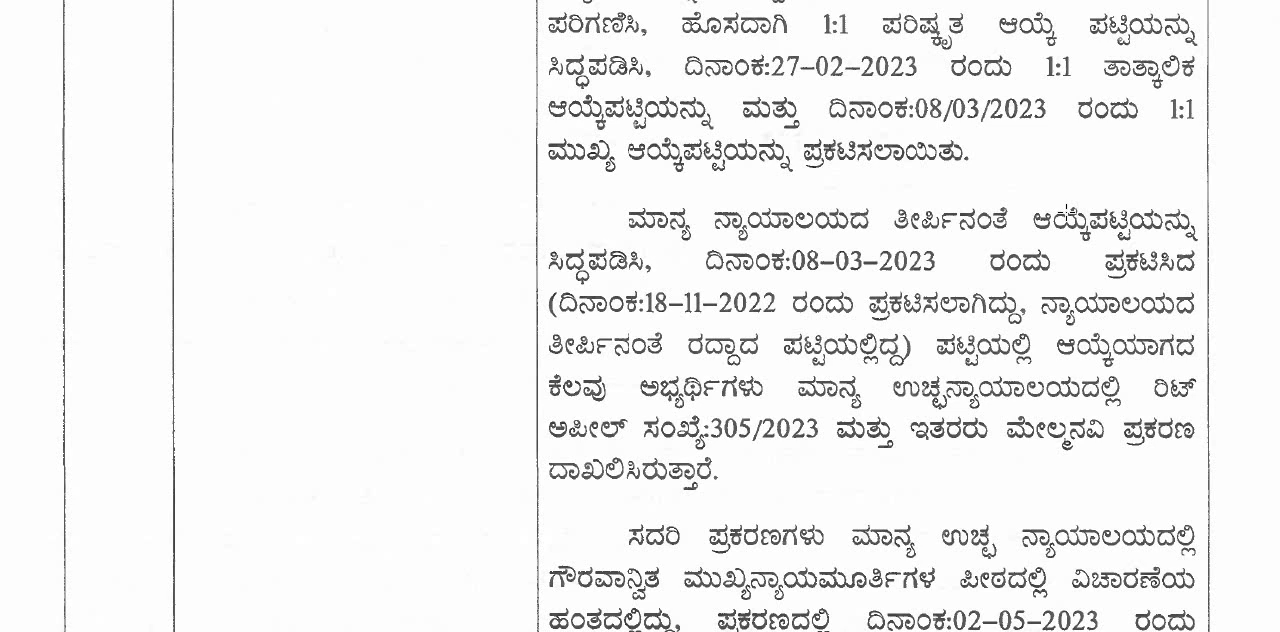 ಪರಿಗಣಿಸಿ, ಹೊಸದಾಗಿ 1:1 ಪರಿಷ್ಕೃತ ಆಯ್ಕೆ ಪಟ್ಟಿಯನ್ನು
ಸಿದ್ಧಪಡಿಸಿ, ದಿನಾಂಕ:27-02-2023 ರಂದು 1:1 ತಾತ್ಕಾಲಿಕ
ಆಯ್ಕೆಪಟ್ಟಿಯನ್ನು ಮತ್ತು ದಿನಾಂಕ:08/03/2023 ರಂದು 1:1
ಮುಖ್ಯ ಆಯ್ಕೆಪಟ್ಟಿಯನ್ನು ಪ್ರಕಟಿಸಲಾಯಿತು.
ಮಾನ್ಯ ನ್ಯಾಯಾಲಯದ ತೀರ್ಪಿನಂತೆ ಆಯ್ಕೆಪಟ್ಟಿಯನ್ನು
ಸಿದ್ಧಪಡಿಸಿ, ದಿನಾಂಕ:08-03-2023 ರಂದು ಪ್ರಕಟಿಸಿದ
(ದಿನಾಂಕ:18-11-2022 ರಂದು ಪ್ರಕಟಿಸಲಾಗಿದ್ದು, ನ್ಯಾಯಾಲಯದ
ತೀರ್ಪಿನಂತೆ ರದ್ದಾದ ಪಟ್ಟಿಯಲ್ಲಿದ್ದ) ಪಟ್ಟಿಯಲ್ಲಿ ಆಯ್ಕೆಯಾಗದ
ಕೆಲವು ಅಭ್ಯರ್ಥಿಗಳು ಮಾನ್ಯ ಉಚ್ಛನ್ಯಾಯಾಲಯದಲ್ಲಿ ರಿಟ್
ಅಪೀಲ್ ಸಂಖ್ಯೆ:305/2023 ಮತ್ತು ಇತರರು ಮೇಲ್ಮನವಿ ಪ್ರಕರಣ
ದಾಖಲಿಸಿರುತ್ತಾರೆ.
ಸದರಿ ಪ್ರಕರಣಗಳು ಮಾನ್ಯ ಉಚ್ಛ ನ್ಯಾಯಾಲಯದಲ್ಲಿ
ಗೌರವಾನ್ವಿತ ಮುಖ್ಯನ್ಯಾಯಮೂರ್ತಿಗಳ ಪೀಠದಲ್ಲಿ ವಿಚಾರಣೆಯ
ಹಂತದಲ್ಲಿದ್ದು, ಪ್ರಕರಣದಲ್ಲಿ ದಿನಾಂಕ:02-05-2023 ರಂದು